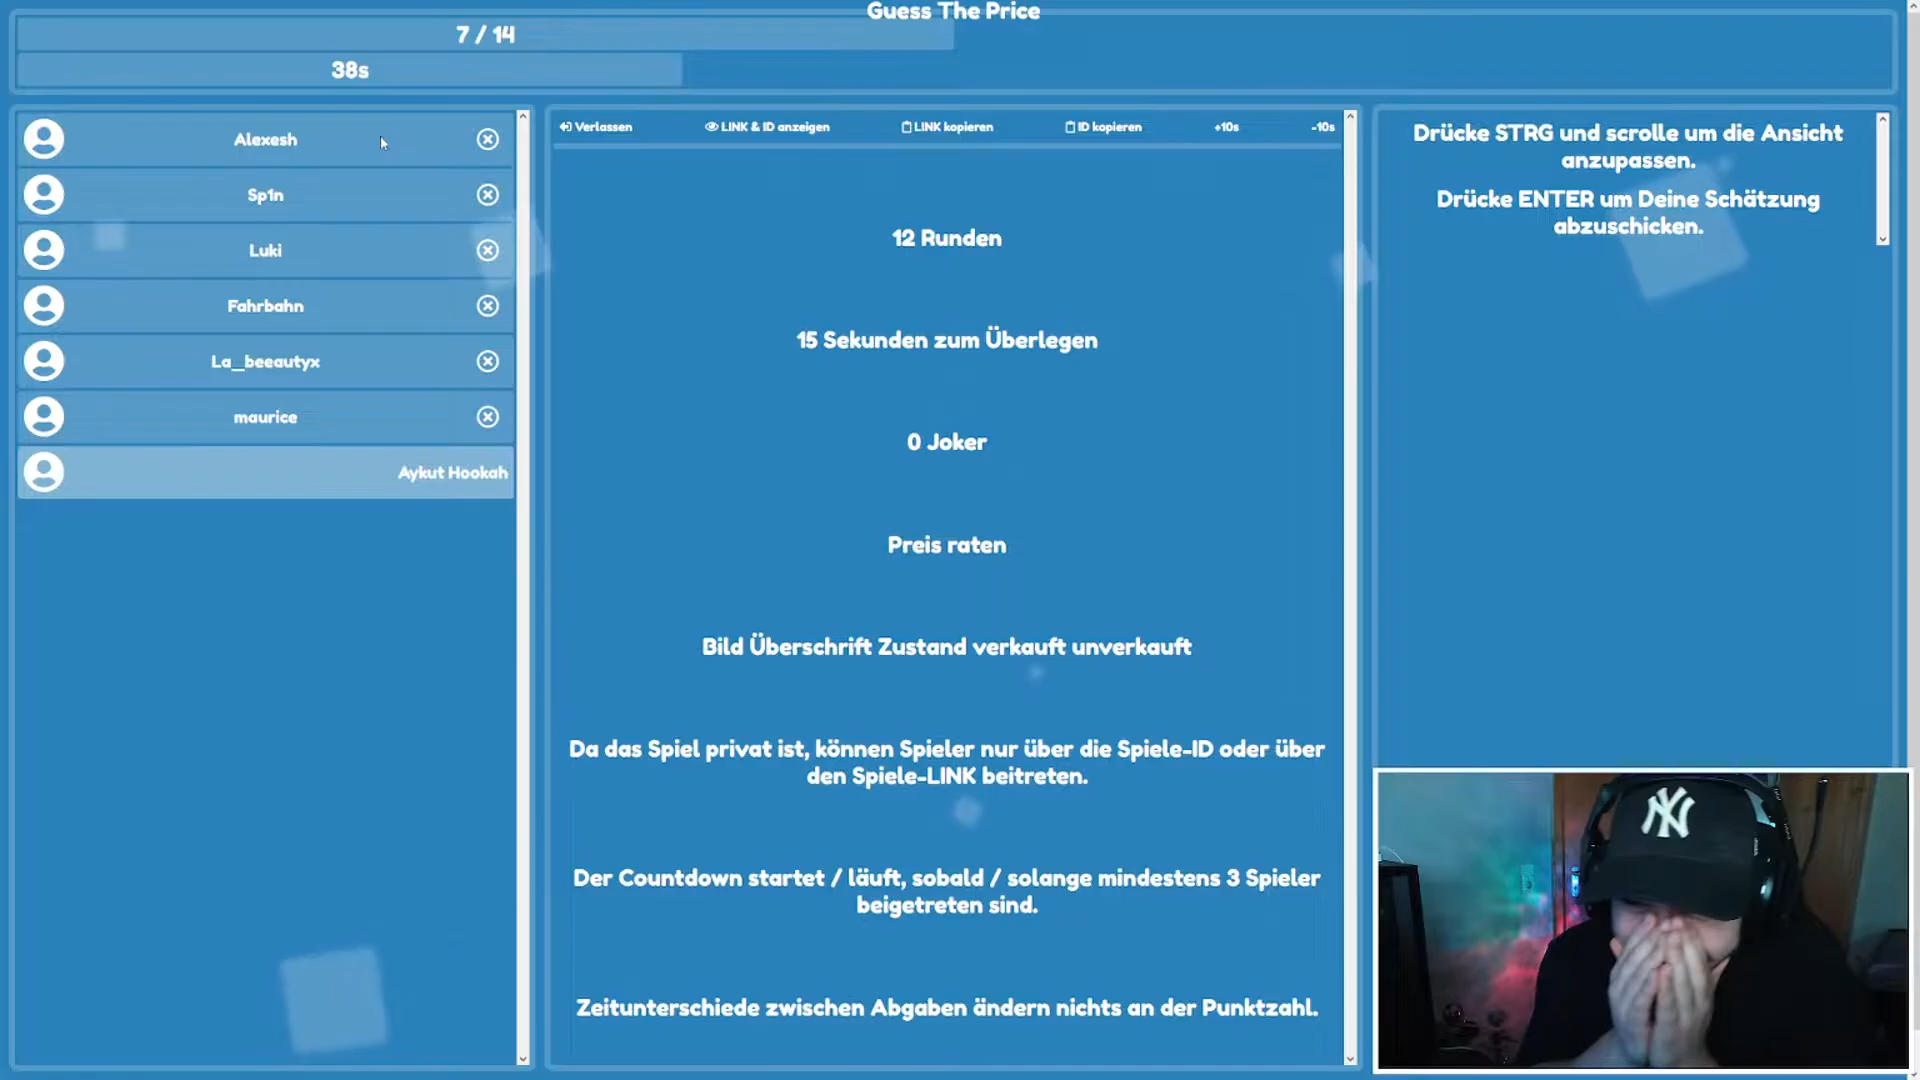 Guess The Price
7 / 14
38s
Alexesh
Sp1n
Luki
Fahrbahn
La__beeautyx
maurice
Aykut Hookah
Verlassen
LINK & ID anzeigen
LINK kopieren
ID kopieren
+10s
-10s
12 Runden
15 Sekunden zum Überlegen
0 Joker
Preis raten
Bild Überschrift Zustand verkauft unverkauft
Da das Spiel privat ist, können Spieler nur über die Spiele-ID oder über
den Spiele-LINK beitreten.
Der Countdown startet / läuft, sobald / solange mindestens 3 Spieler
beigetreten sind.
Zeitunterschiede zwischen Abgaben ändern nichts an der Punktzahl.
Drücke STRG und scrolle um die Ansicht
anzupassen.
Drücke ENTER um Deine Schätzung
abzuschicken.
NY